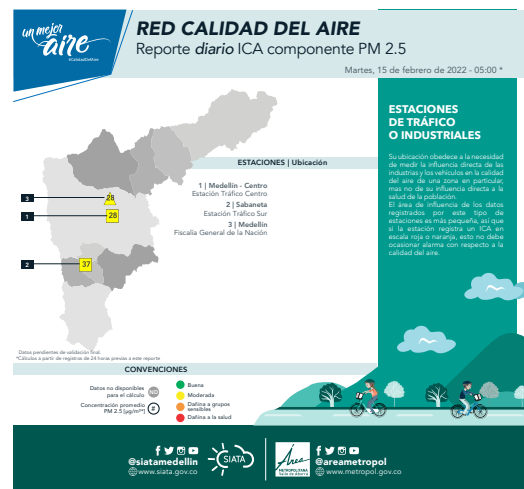 un mejor
aire
#CalidadDelAire
RED CALIDAD DEL AIRE
Reporte diario ICA componente PM 2.5
Martes, 15 de febrero de 2022 - 05:00 *
ESTACIONES | Ubicación
1 | Medellín - Centro
Estación Tráfico Centro
2 | Sabaneta
Estación Tráfico Sur
3 | Medellín
Fiscalía General de la Nación
3
28
1
28
2
37
ESTACIONES
DE TRÁFICO
O INDUSTRIALES
Su ubicación obedece a la necesidad
de medir la influencia directa de las
industrias y los vehículos en la calidad
del aire de una zona en particular,
mas no de su influencia directa a la
salud de la población.
El área de influencia de los datos
registrados por este tipo de
estaciones es más pequeña, así que
si la estación registra un ICA en
escala roja o naranja, esto no debe
ocasionar alarma con respecto a la
calidad del aire.
Datos pendientes de validación final.
*Cálculos a partir de registros de 24 horas previas a este reporte
CONVENCIONES
Datos no disponibles
para el cálculo
Concentración promedio
PM 2.5 [µg/m³]
#
Buena
Moderada
Dañina a grupos
sensibles
Dañina a la salud
@siatamedellin
www.siata.gov.co
SIATA
Área
METROPOLITANA
Valle de Aburrá
@areametropol
www.metropol.gov.co